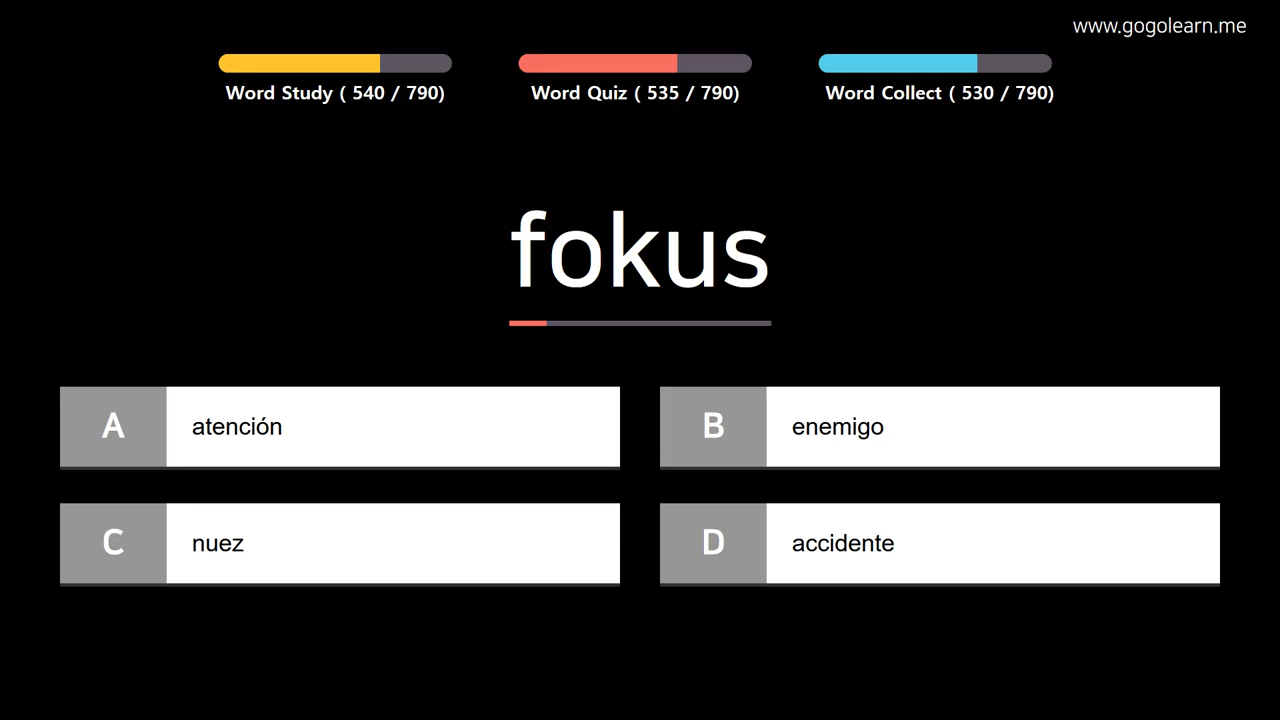 www.gogolearn.me
Word Study ( 540 / 790)
Word Quiz ( 535 / 790)
Word Collect ( 530 / 790)
fokus
A
atención
B
enemigo
C
nuez
D
accidente